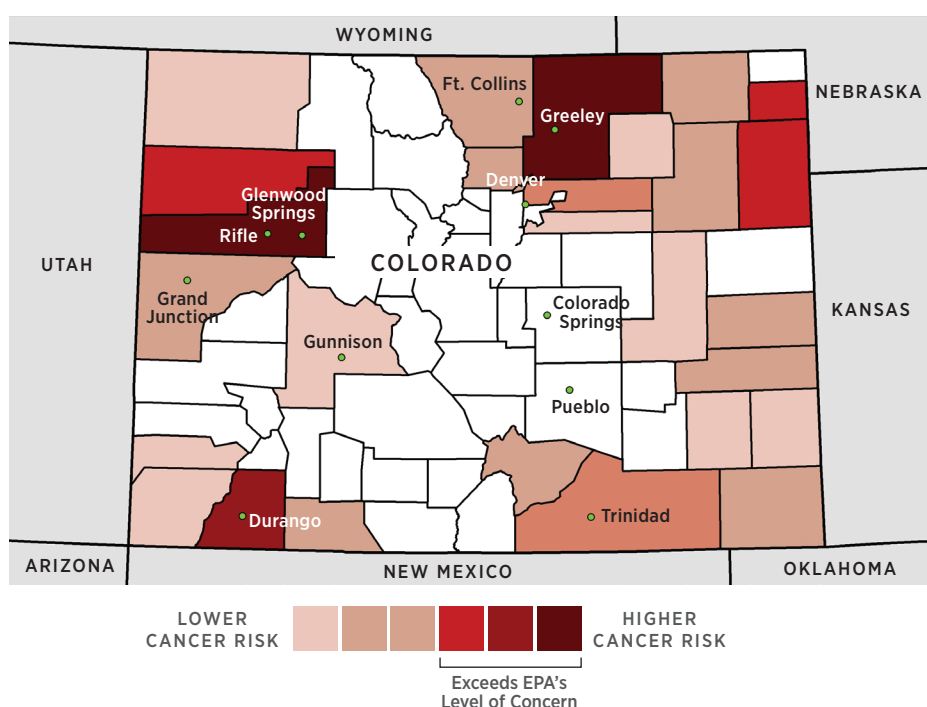 WYOMING
NEBRASKA
Ft. Collins
Greeley
Denver
Glenwood
Springs
Rifle
UTAH
COLORADO
Grand
Junction
Colorado
Springs
KANSAS
Gunnison
Pueblo
Durango
Trinidad
ARIZONA
NEW MEXICO
OKLAHOMA
LOWER
CANCER RISK
HIGHER
CANCER RISK
Exceeds EPA's
Level of Concern